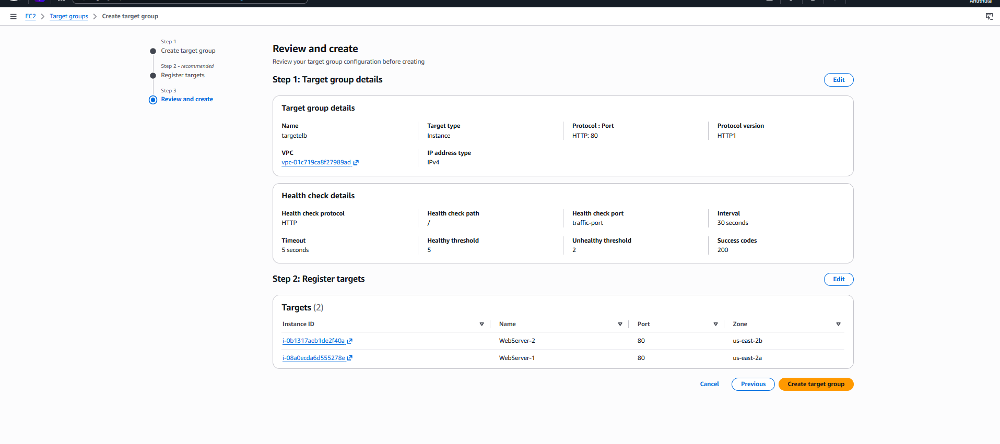 Anuthula
EC2 > Target groups > Create target group
Step 1
Create target group
Step 2 - recommended
Register targets
Step 3
Review and create
Review and create
Review your target group configuration before creating
Step 1: Target group details
Edit
Target group details
Name Target type Protocol : Port Protocol version
targetelb Instance HTTP: 80 HTTP1
VPC IP address type
vpc-01c719ca8f27989ad IPv4
Health check details
Health check protocol Health check path Health check port Interval
HTTP / traffic-port 30 seconds
Timeout Healthy threshold Unhealthy threshold Success codes
5 seconds 5 2 200
Step 2: Register targets
Edit
Targets (2)
Instance ID Name Port Zone
i-0b1317aeb1de2f40a WebServer-2 80 us-east-2b
i-08a0ecda6d555278e WebServer-1 80 us-east-2a
Cancel Previous Create target group